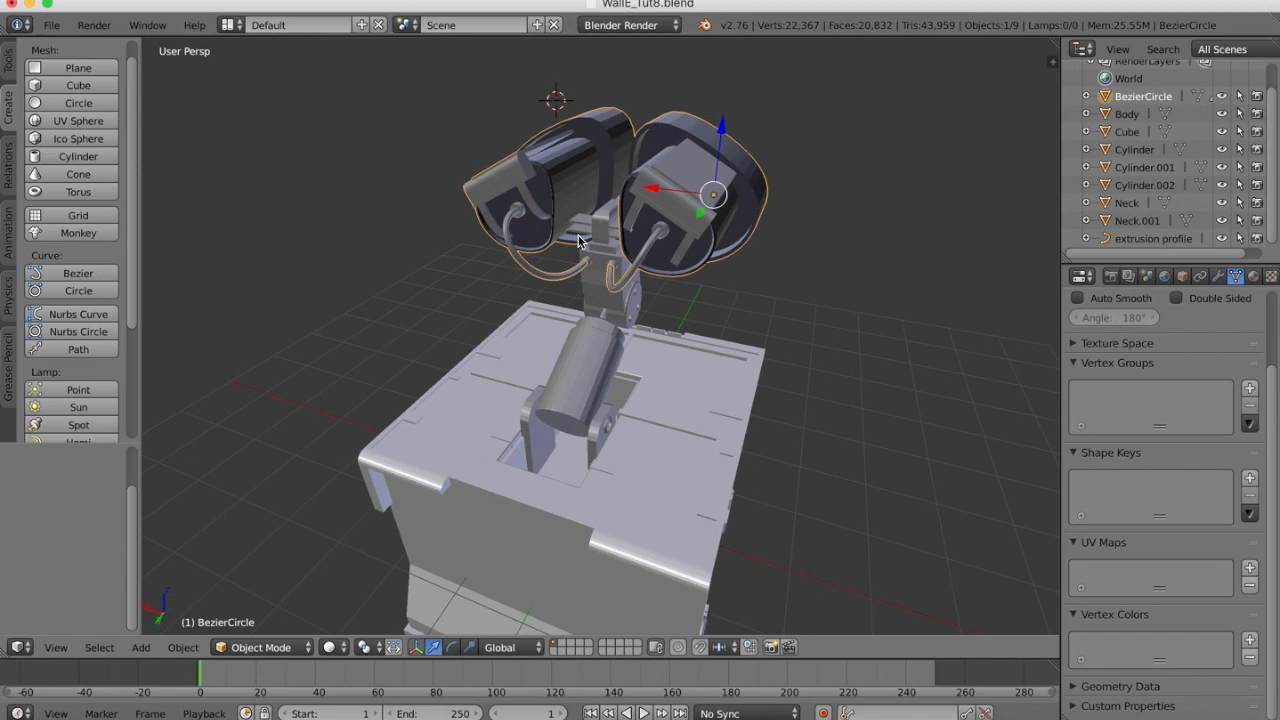 WallE_Tut8.blend
File Render Window Help Default Scene Blender Render v2.76 | Verts:22,367 | Faces:20,832 | Tris:43,959 | Objects:1/9 | Lamps:0/0 | Mem:25.55M | BezierCircle
Tools
Create
Relations
Animation
Physics
Grease Pencil
Mesh:
Plane
Cube
Circle
UV Sphere
Ico Sphere
Cylinder
Cone
Torus
Grid
Monkey
Curve:
Bezier
Circle
Nurbs Curve
Nurbs Circle
Path
Lamp:
Point
Sun
Spot
Hemi
User Persp
(1) BezierCircle
View Search All Scenes
RenderLayers
World
BezierCircle
Body
Cube
Cylinder
Cylinder.001
Cylinder.002
Neck
Neck.001
extrusion profile
Auto Smooth Double Sided
Angle: 180°
Texture Space
Vertex Groups
Shape Keys
UV Maps
Vertex Colors
Geometry Data
Custom Properties
View Select Add Object Object Mode Global
-60 -40 -20 0 20 40 60 80 100 120 140 160 180 200 220 240 260 280
View Marker Frame Playback Start: 1 End: 250 1 No Sync